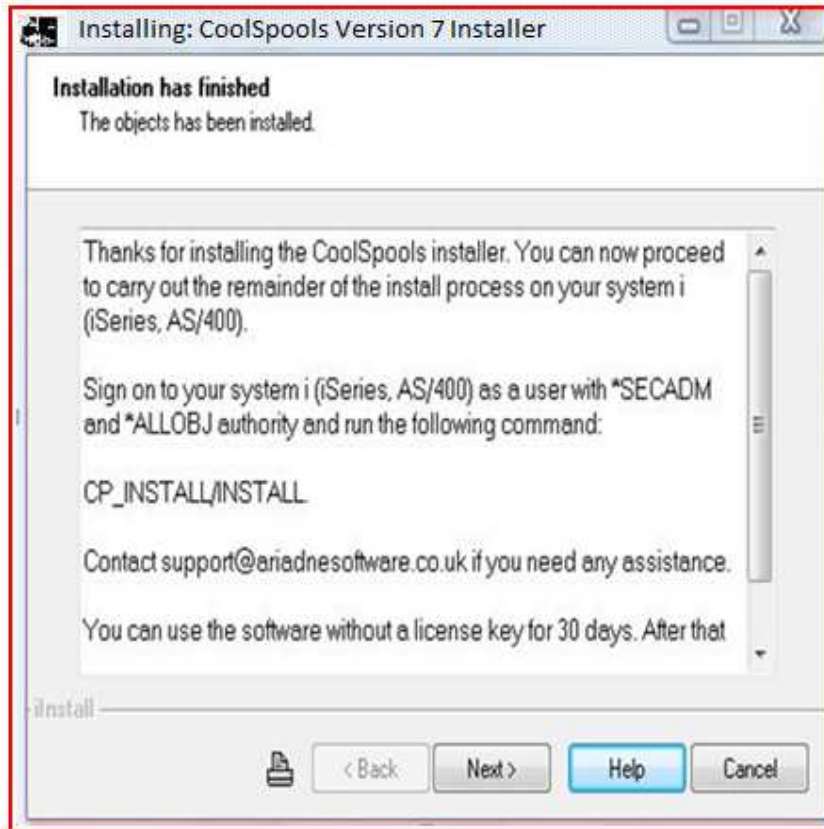 Installing: CoolSpools Version 7 Installer
Installation has finished
The objects has been installed.
Thanks for installing the CoolSpools installer. You can now proceed
to carry out the remainder of the install process on your system i
(iSeries, AS/400).
Sign on to your system i (iSeries, AS/400) as a user with *SECADM
and *ALLOBJ authority and run the following command:
CP_INSTALL/INSTALL.
Contact support@ariadnesoftware.co.uk if you need any assistance.
You can use the software without a license key for 30 days. After that
iInstall
< Back
Next >
Help
Cancel